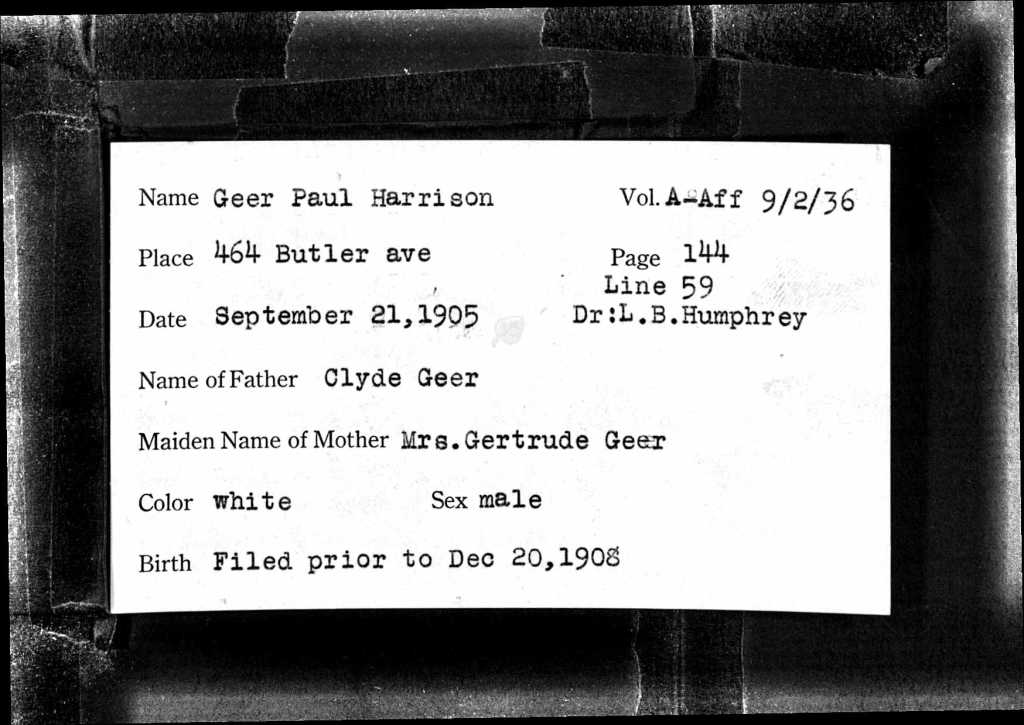 Name Geer Paul Harrison Vol. A-Aff 9/2/36
Place 464 Butler ave Page 144
Line 59
Date September 21,1905 Dr:L.B.Humphrey
Name of Father Clyde Geer
Maiden Name of Mother Mrs.Gertrude Geer
Color white Sex male
Birth Filed prior to Dec 20,1908